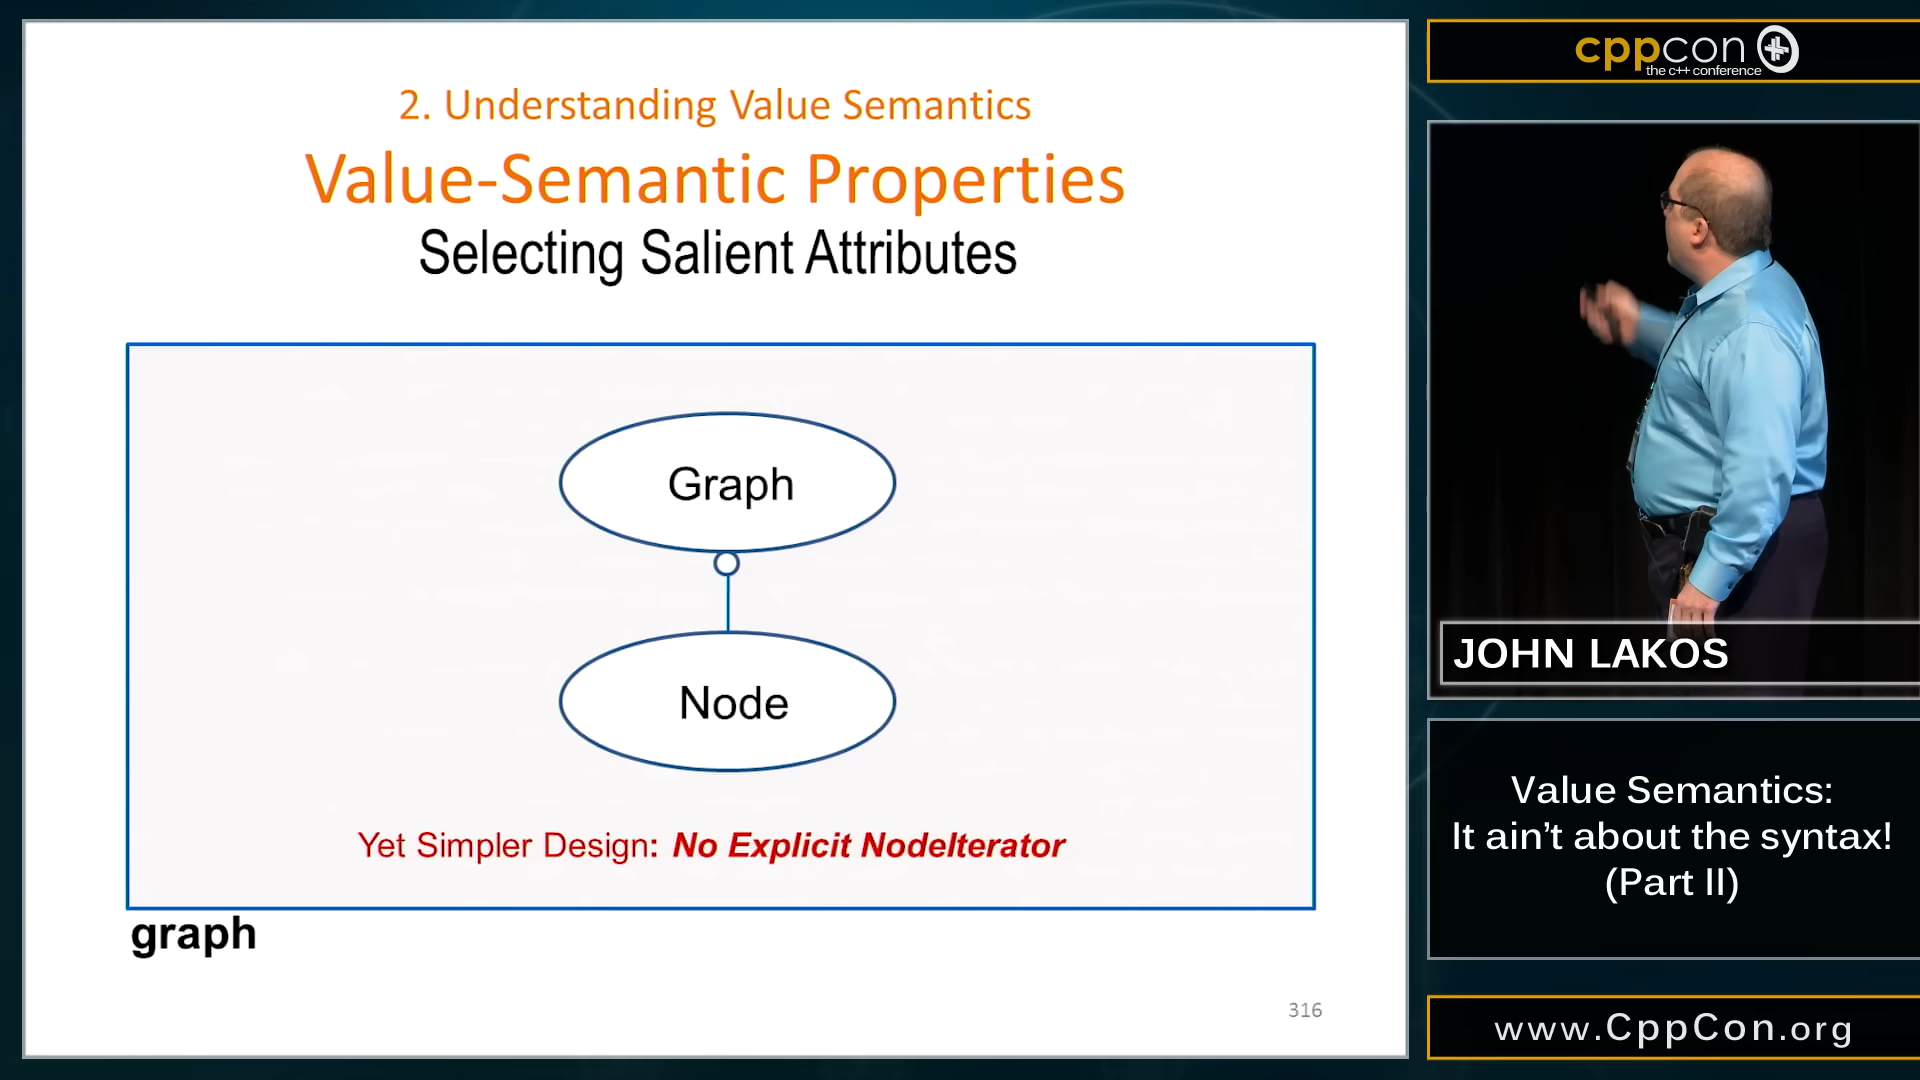 2. Understanding Value Semantics
Value-Semantic Properties
Selecting Salient Attributes
Graph
Node
Yet Simpler Design: No Explicit NodeIterator
graph
316
cppcon
the c++ conference
JOHN LAKOS
Value Semantics:
It ain’t about the syntax!
(Part II)
www.CppCon.org